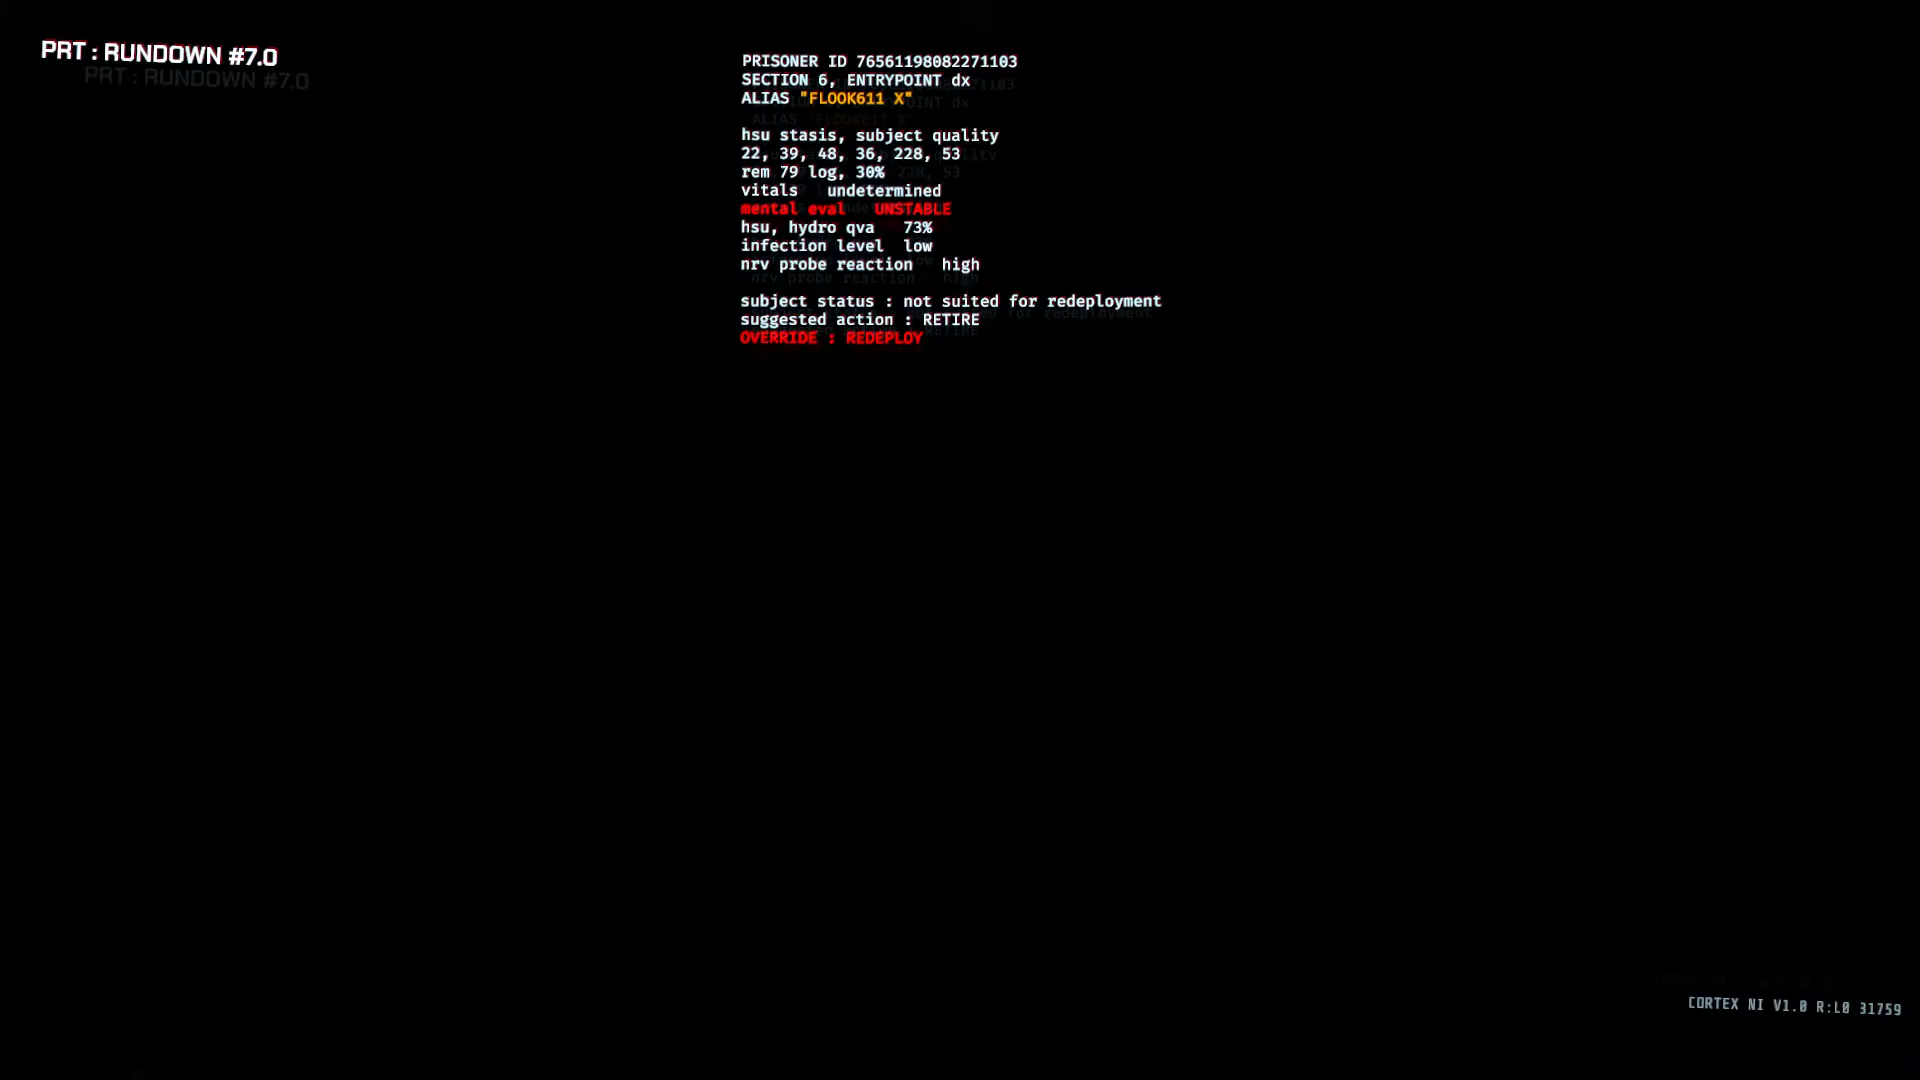 PRT : RUNDOWN #7.0
PRISONER ID 76561198082271103
SECTION 6, ENTRYPOINT dx
ALIAS "FLOOK611 X"
hsu stasis, subject quality
22, 39, 48, 36, 228, 53
rem 79 log, 30%
vitals undetermined
mental eval UNSTABLE
hsu, hydro qva 73%
infection level low
nrv probe reaction high
subject status : not suited for redeployment
suggested action : RETIRE
OVERRIDE : REDEPLOY
CORTEX NI V1.0 R:L0 31759